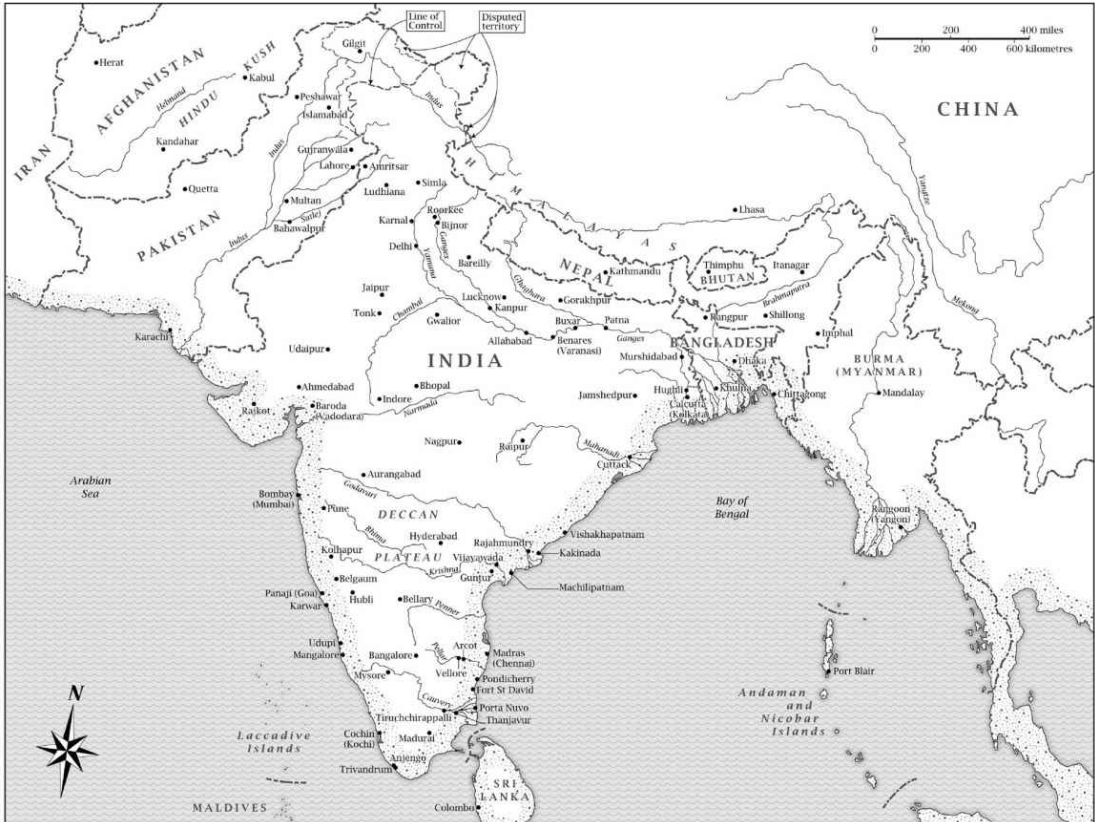 Line of
Control
Disputed
territory
0 200 400 miles
0 200 400 600 kilometres
Gilgit
Herat
AFGHANISTAN
HINDU KUSH
Kabul
Helmand
Kandahar
IRAN
Peshawar
Islamabad
Indus
Indus
CHINA
Gujranwala
Lahore
Amritsar
Quetta
Multan
Ludhiana
Simla
Sutlej
Bahawalpur
PAKISTAN
Indus
Karnal
Roorkee
Bijnor
Delhi
Ganges
Yamuna
Bareilly
HIMALAYAS
Lhasa
Yangtze
Mekong
NEPAL
Kathmandu
Thimphu
BHUTAN
Itanagar
Brahmaputra
Jaipur
Tonk
Chambal
Gwalior
Lucknow
Kanpur
Ghaghara
Gorakhpur
Buxar
Patna
Benares
(Varanasi)
Allahabad
Ganges
Rangpur
Shillong
Imphal
BANGLADESH
Murshidabad
Dhaka
Karachi
Udaipur
INDIA
BURMA
(MYANMAR)
Mandalay
Ahmedabad
Rajkot
Baroda
(Vadodara)
Indore
Bhopal
Narmada
Jamshedpur
Hughli
Calcutta
(Kolkata)
Khulna
Chittagong
Nagpur
Raipur
Mahanadi
Cuttack
Arabian
Sea
Bay of
Bengal
Aurangabad
Godavari
Bombay
(Mumbai)
Pune
DECCAN
PLATEAU
Bhima
Hyderabad
Rajahmundry
Vishakhapatnam
Kakinada
Vijayawada
Kolhapur
Krishna
Guntur
Machilipatnam
Rangoon
(Yangon)
Belgaum
Panaji (Goa)
Karwar
Hubli
Bellary
Penner
Udupi
Mangalore
Bangalore
Palar
Arcot
Vellore
Madras
(Chennai)
Mysore
Pondicherry
Fort St David
Cauvery
Porta Nuvo
Tiruchchirappalli
Thanjavur
Port Blair
Andaman
and
Nicobar
Islands
N
Laccadive
Islands
Cochin
(Kochi)
Madurai
Anjengo
Trivandrum
SRI
LANKA
Colombo
MALDIVES